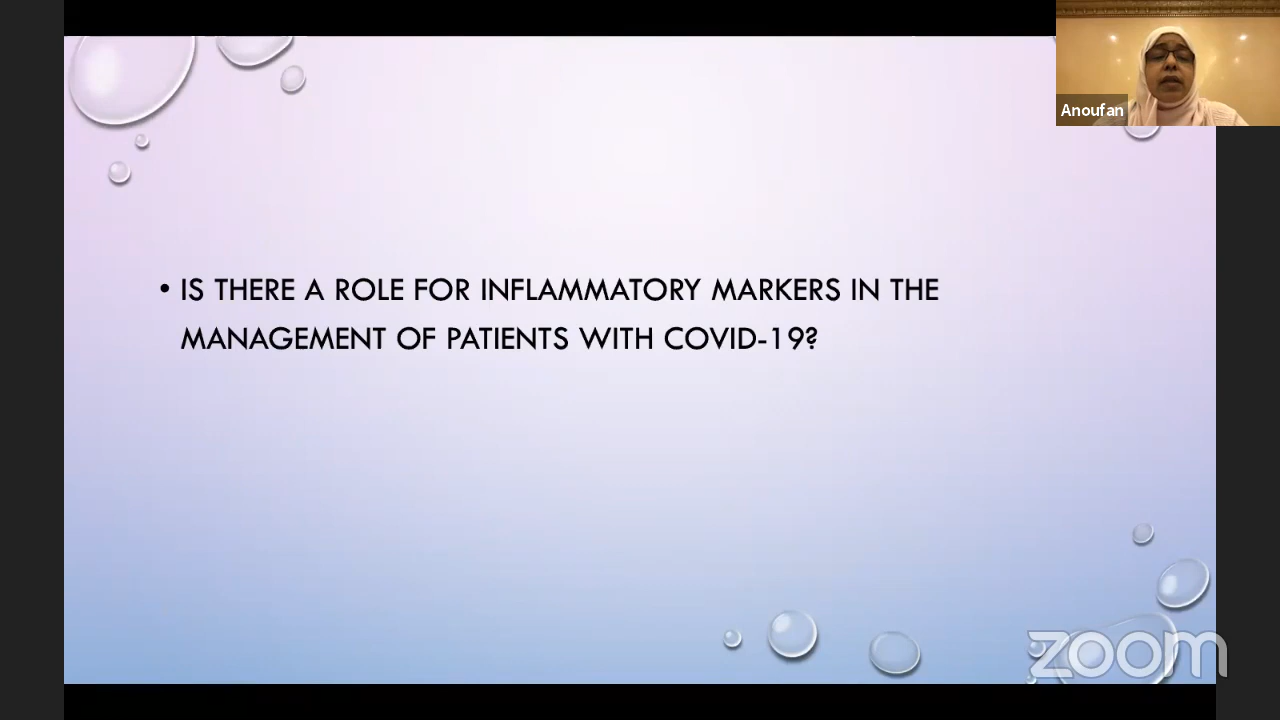 Anoufan
• IS THERE A ROLE FOR INFLAMMATORY MARKERS IN THE
MANAGEMENT OF PATIENTS WITH COVID-19?
zoom